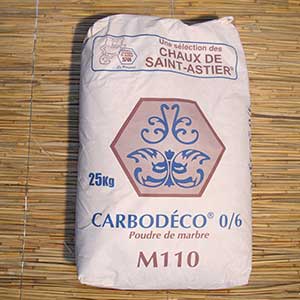 Une sélection des
CHAUX DE
SAINT-ASTIER®
25Kg
CARBODÉCO® 0/6
Poudre de marbre
M110